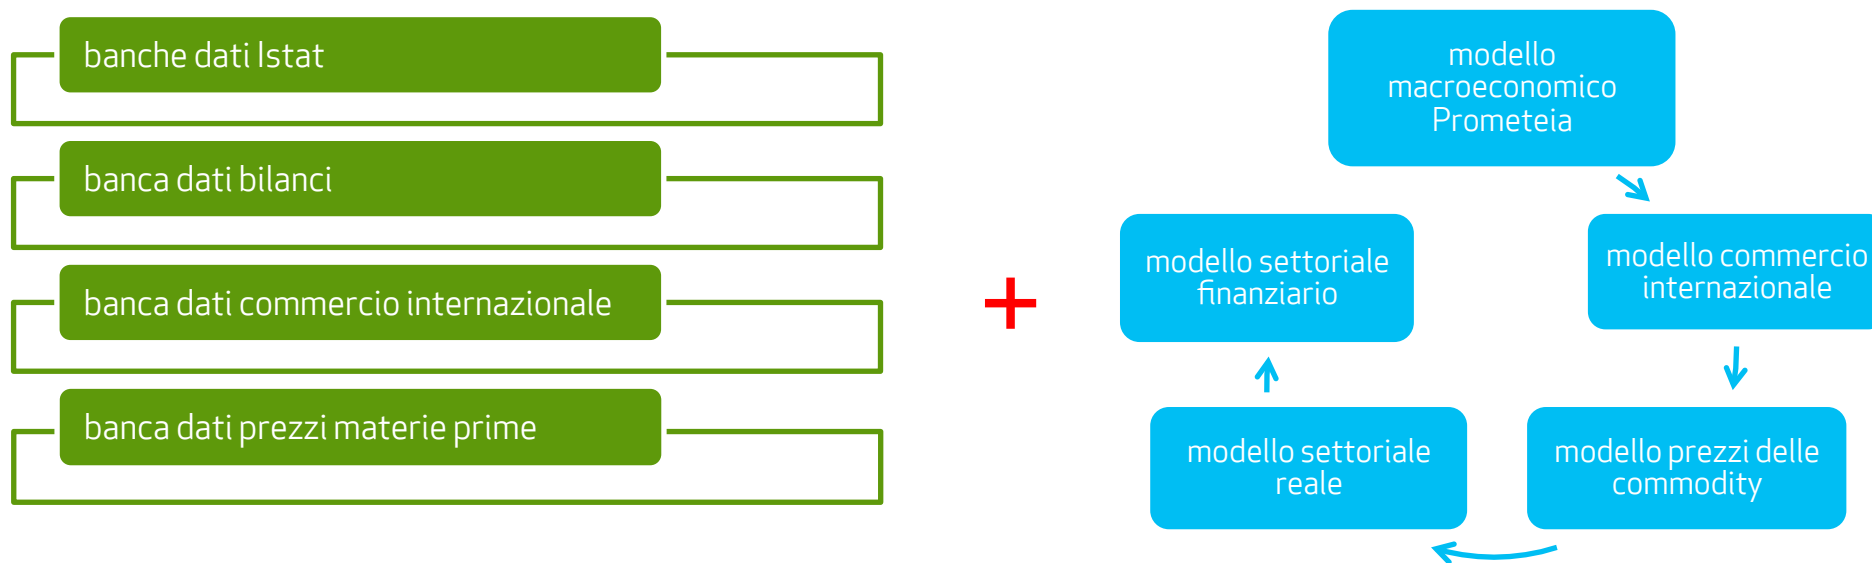 banche dati Istat
banca dati bilanci
banca dati commercio internazionale
banca dati prezzi materie prime
+
modello
macroeconomico
Prometeia
modello commercio
internazionale
modello prezzi delle
commodity
modello settoriale
reale
modello settoriale
finanziario